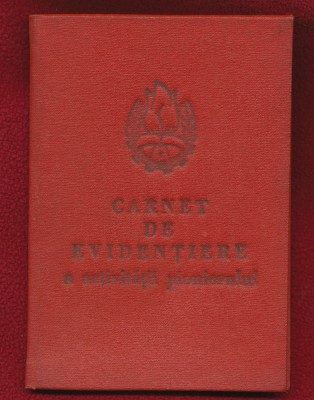 CARNET
DE
EVIDENȚIERE
a activității pionierului